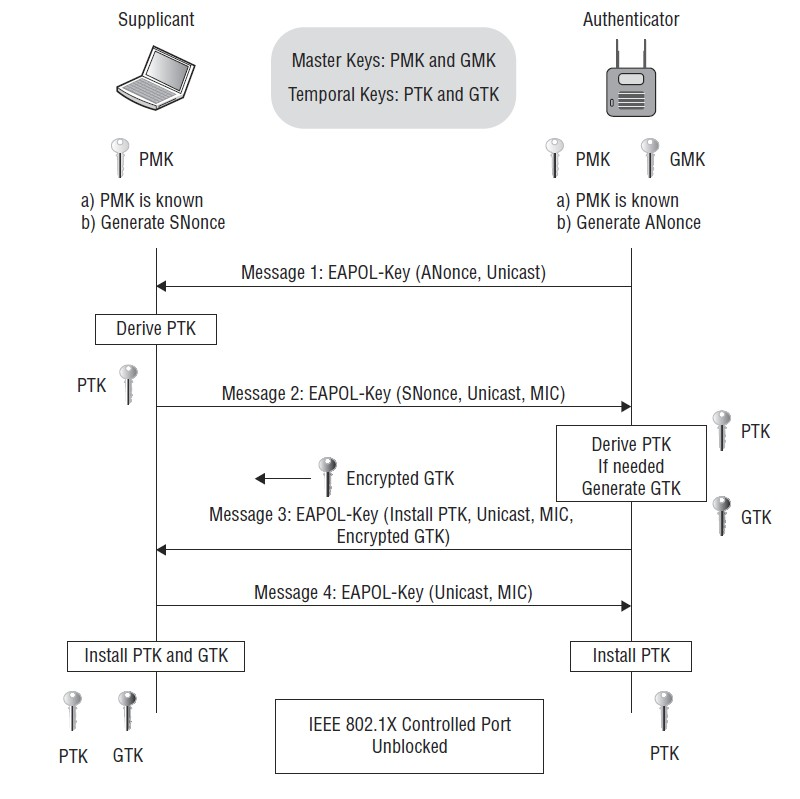 Supplicant
Authenticator
Master Keys: PMK and GMK
Temporal Keys: PTK and GTK
PMK
PMK
GMK
a) PMK is known
b) Generate SNonce
a) PMK is known
b) Generate ANonce
Message 1: EAPOL-Key (ANonce, Unicast)
Derive PTK
PTK
Message 2: EAPOL-Key (SNonce, Unicast, MIC)
Derive PTK
If needed
Generate GTK
PTK
GTK
Encrypted GTK
Message 3: EAPOL-Key (Install PTK, Unicast, MIC,
Encrypted GTK)
Message 4: EAPOL-Key (Unicast, MIC)
Install PTK and GTK
Install PTK
PTK
GTK
IEEE 802.1X Controlled Port
Unblocked
PTK